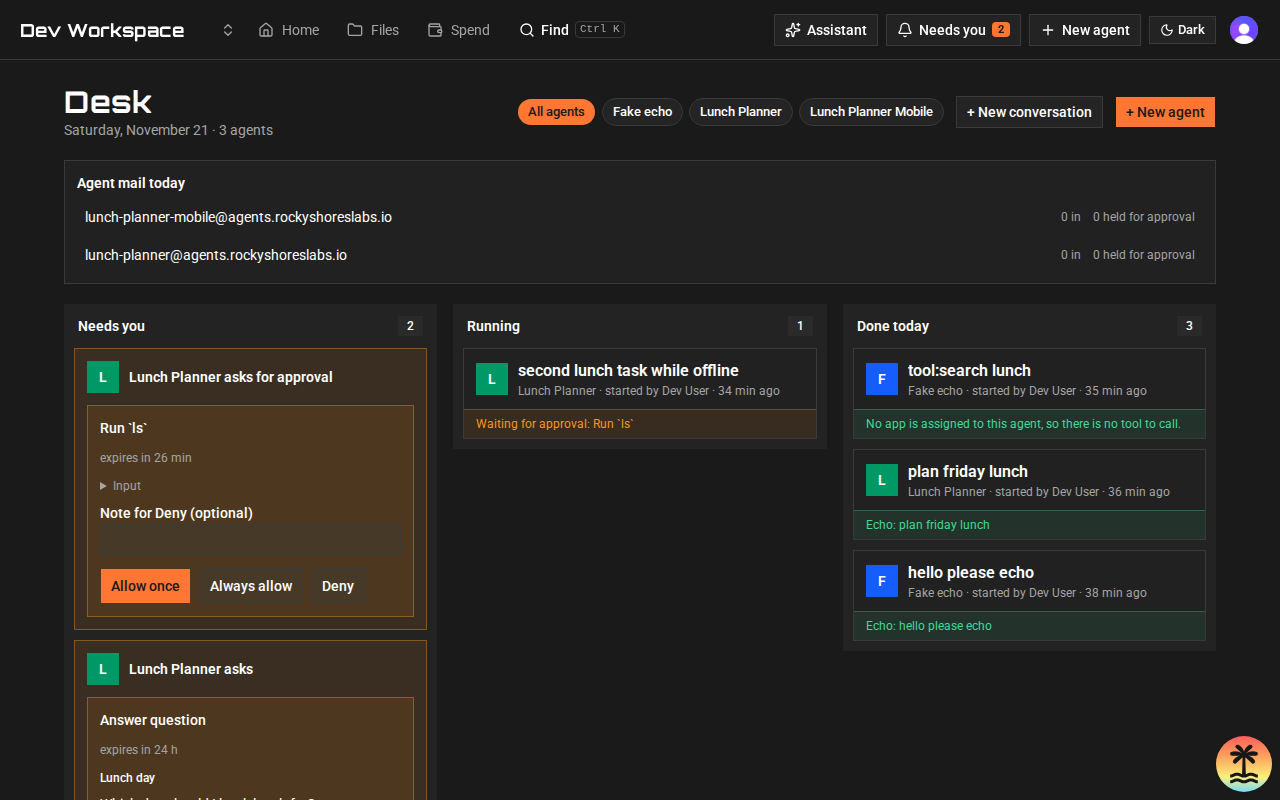 Dev Workspace
Home
Files
Spend
Find Ctrl K
Assistant
Needs you 2
New agent
Dark
Desk
Saturday, November 21 · 3 agents
All agents
Fake echo
Lunch Planner
Lunch Planner Mobile
+ New conversation
+ New agent
Agent mail today
lunch-planner-mobile@agents.rockyshoreslabs.io 0 in 0 held for approval
lunch-planner@agents.rockyshoreslabs.io 0 in 0 held for approval
Needs you 2
L Lunch Planner asks for approval
Run `ls`
expires in 26 min
Input
Note for Deny (optional)
Allow once
Always allow
Deny
L Lunch Planner asks
Answer question
expires in 24 h
Lunch day
Running 1
L
second lunch task while offline
Lunch Planner · started by Dev User · 34 min ago
Waiting for approval: Run `ls`
Done today 3
F
tool:search lunch
Fake echo · started by Dev User · 35 min ago
No app is assigned to this agent, so there is no tool to call.
L
plan friday lunch
Lunch Planner · started by Dev User · 36 min ago
Echo: plan friday lunch
F
hello please echo
Fake echo · started by Dev User · 38 min ago
Echo: hello please echo